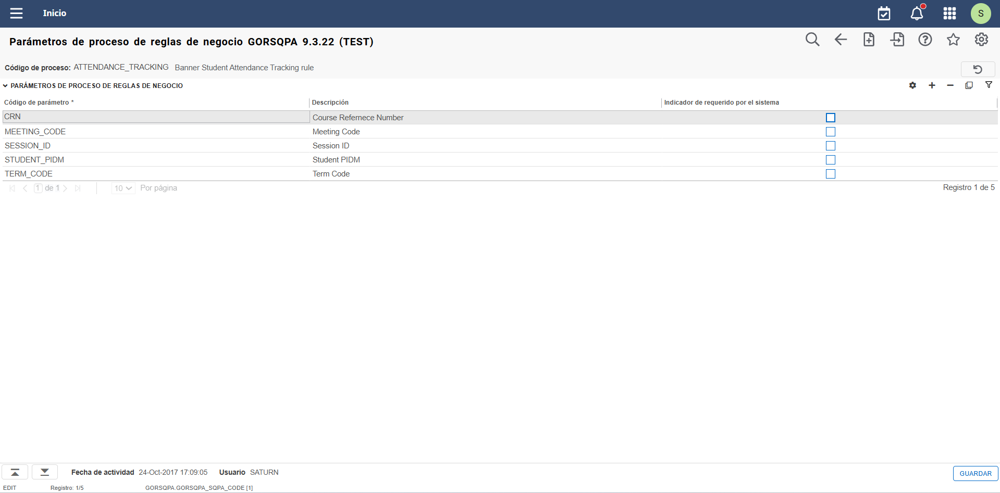 Inicio
S
Parámetros de proceso de reglas de negocio GORSQPA 9.3.22 (TEST)
Código de proceso: ATTENDANCE_TRACKING Banner Student Attendance Tracking rule
PARÁMETROS DE PROCESO DE REGLAS DE NEGOCIO
Código de parámetro * Descripción Indicador de requerido por el sistema
CRN Course Refernece Number
MEETING_CODE Meeting Code
SESSION_ID Session ID
STUDENT_PIDM Student PIDM
TERM_CODE Term Code
1 de 1 10 Por página Registro 1 de 5
Fecha de actividad 24-Oct-2017 17:09:05 Usuario SATURN
GUARDAR
EDIT Registro: 1/5 GORSQPA.GORSQPA_SQPA_CODE [1]